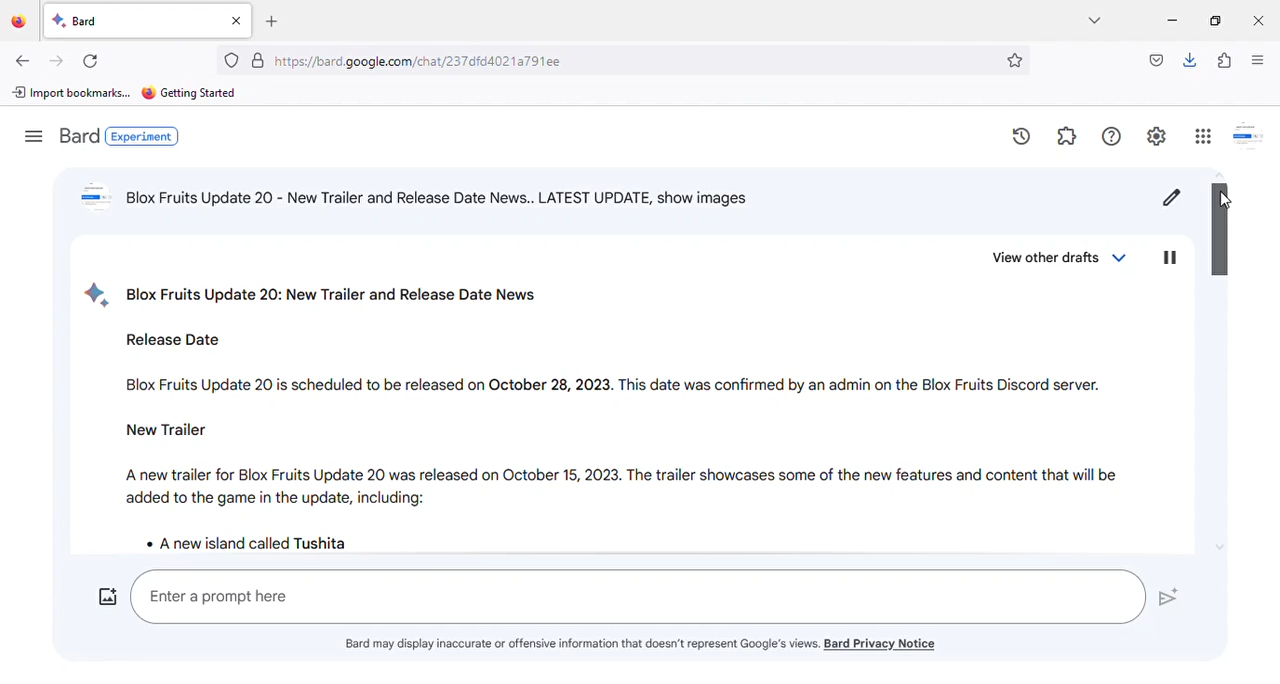 Bard
https://bard.google.com/chat/237dfd4021a791ee
Import bookmarks... Getting Started
Bard Experiment
Blox Fruits Update 20 - New Trailer and Release Date News.. LATEST UPDATE, show images
View other drafts
Blox Fruits Update 20: New Trailer and Release Date News
Release Date
Blox Fruits Update 20 is scheduled to be released on October 28, 2023. This date was confirmed by an admin on the Blox Fruits Discord server.
New Trailer
A new trailer for Blox Fruits Update 20 was released on October 15, 2023. The trailer showcases some of the new features and content that will be
added to the game in the update, including:
• A new island called Tushita
Enter a prompt here
Bard may display inaccurate or offensive information that doesn't represent Google's views. Bard Privacy Notice